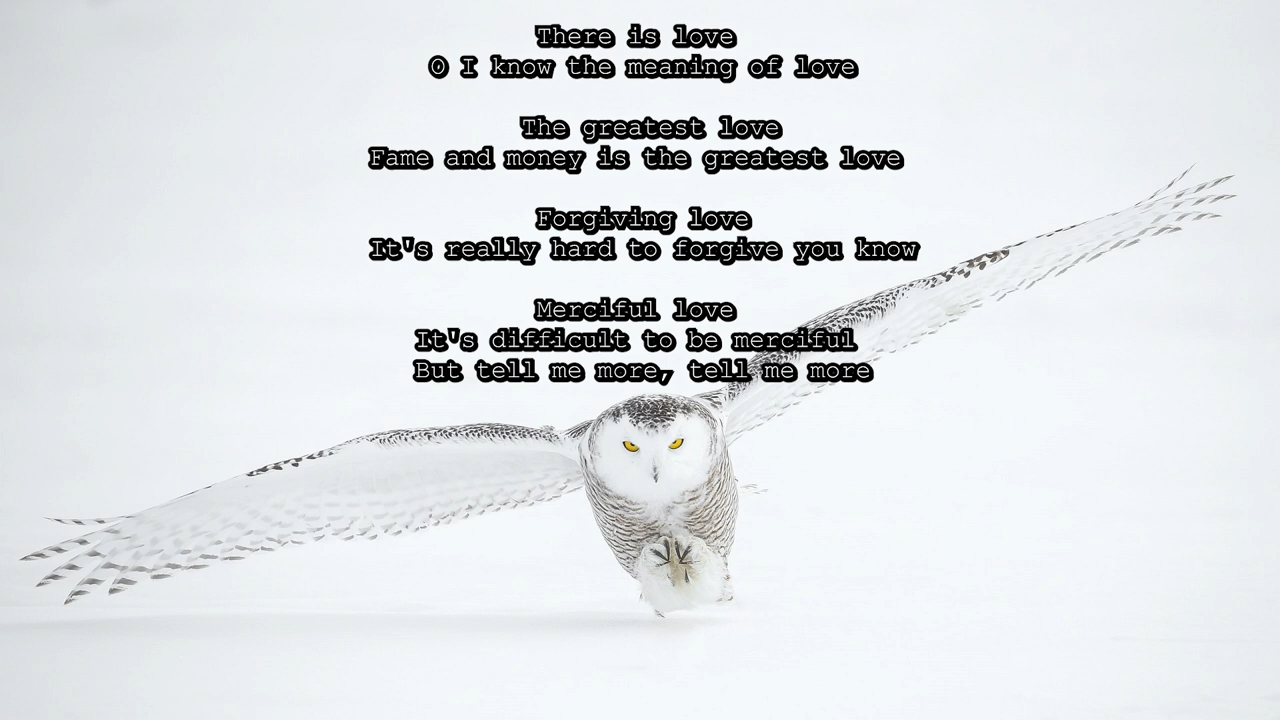 There is love
O I know the meaning of love
The greatest love
Fame and money is the greatest love
Forgiving love
It's really hard to forgive you know
Merciful love
It's difficult to be merciful
But tell me more, tell me more